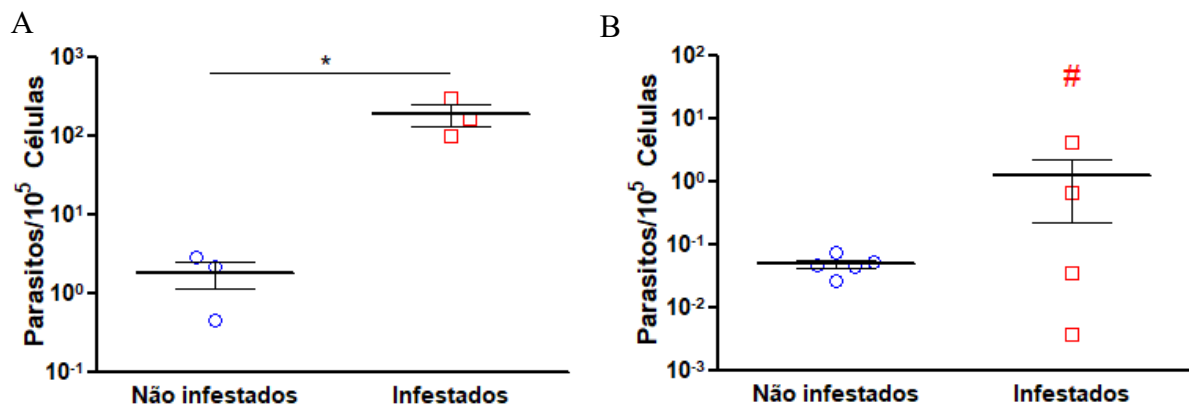 A
Parasitos/10⁵ Células
10³
10²
10¹
10⁰
10⁻¹
*
Não infestados
Infestados
B
Parasitos/10⁵ Células
10²
10¹
10⁰
10⁻¹
10⁻²
10⁻³
#
Não infestados
Infestados